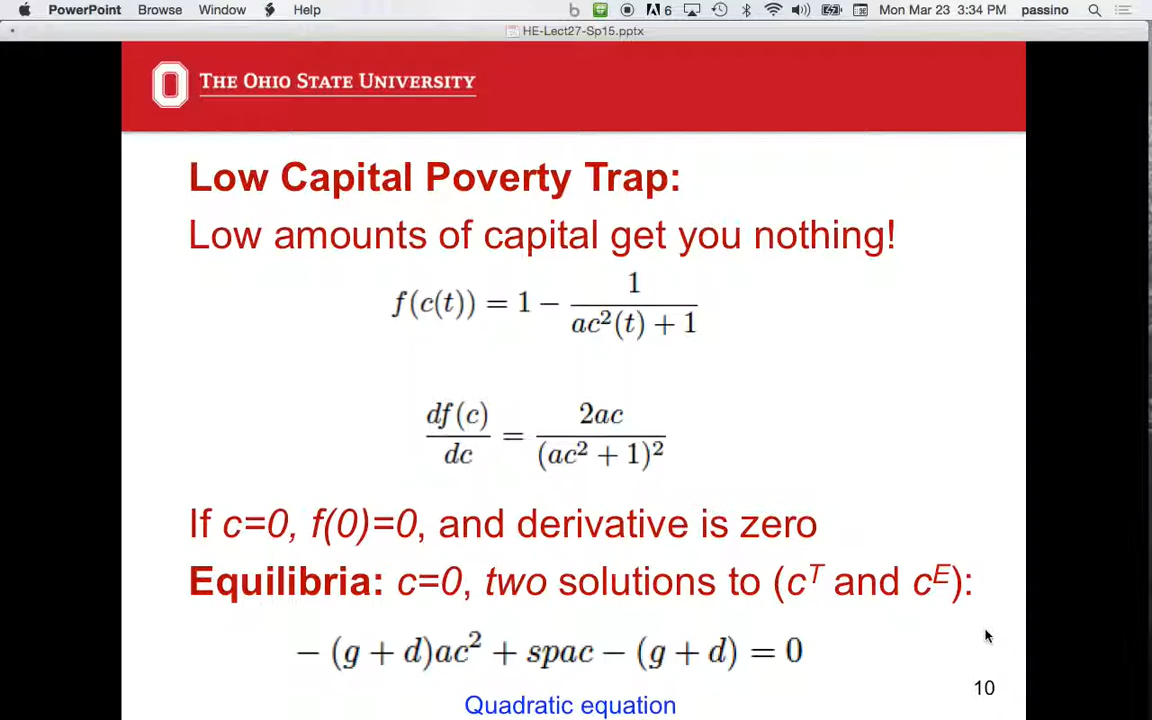 PowerPoint Browse Window Help 6 Mon Mar 23 3:34 PM passino
HE-Lect27-Sp15.pptx
THE OHIO STATE UNIVERSITY
Low Capital Poverty Trap:
Low amounts of capital get you nothing!
f(c(t)) = 1 − 1 / (ac²(t) + 1)
df(c)/dc = 2ac / (ac² + 1)²
If c=0, f(0)=0, and derivative is zero
Equilibria: c=0, two solutions to (cᵀ and cᴱ):
− (g + d)ac² + spac − (g + d) = 0
10
Quadratic equation